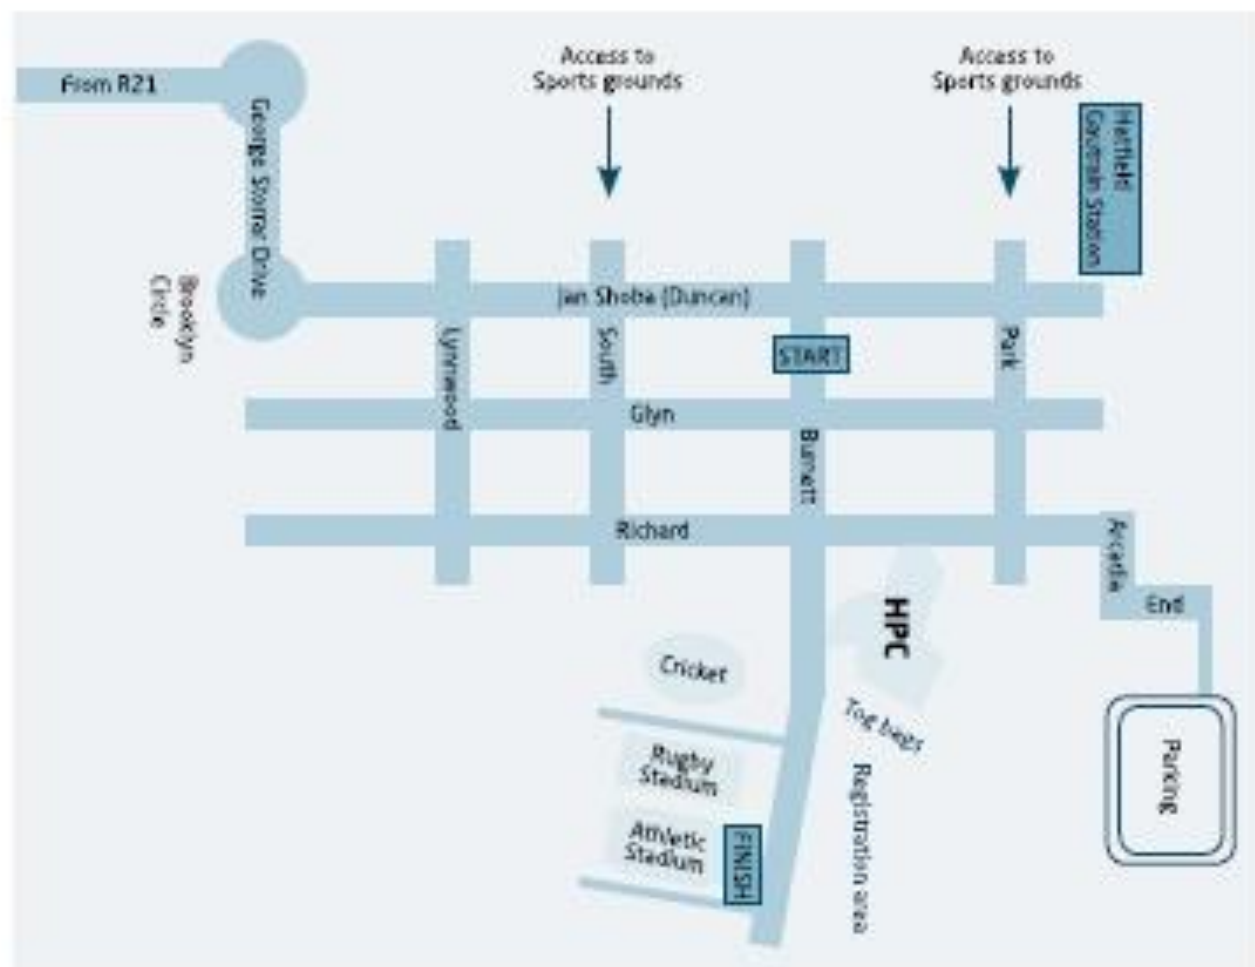 From R21
George Storrar Drive
Brooklyn
Circle
Access to
Sports grounds
Access to
Sports grounds
Hatfield
Gautrain Station
Jan Shoba (Duncan)
Lynnwood
South
START
Park
Glyn
Burnett
Richard
Arcadia
End
HPC
Cricket
Tog bags
Rugby
Stadium
Registration area
Parking
Athletic
Stadium
FINISH